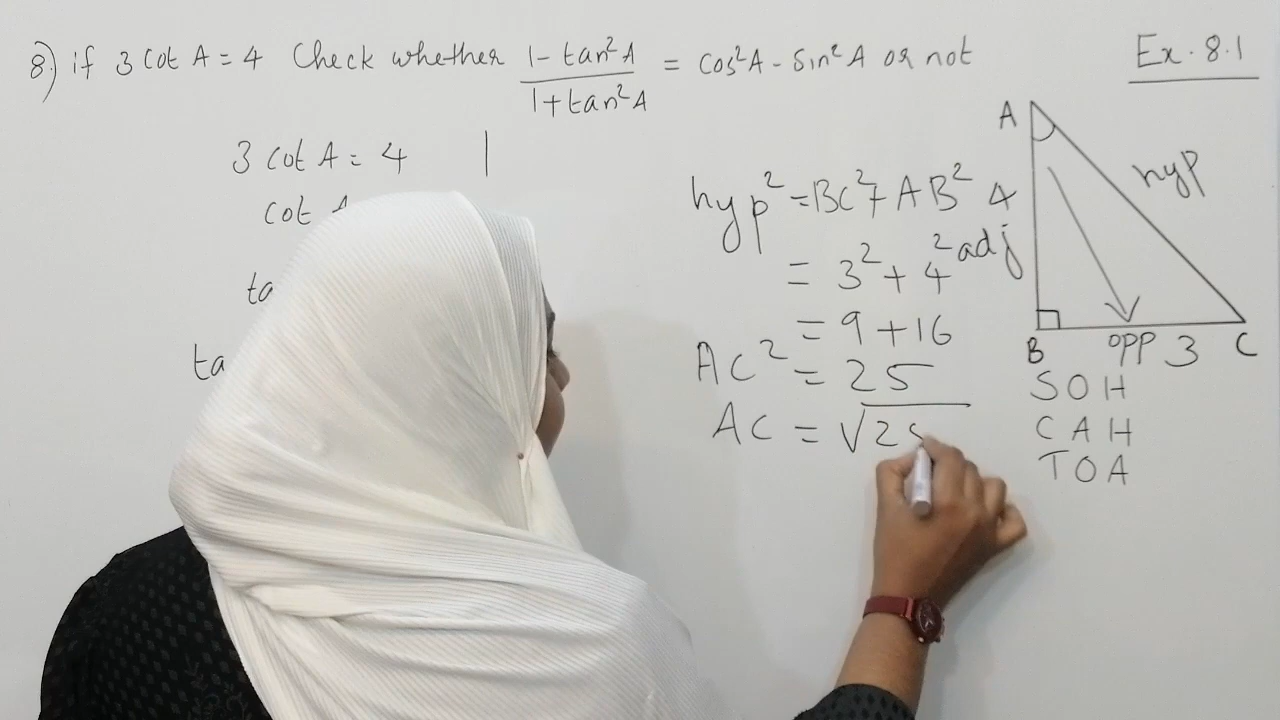 8.) if 3 cot A = 4 Check whether (1 - tan²A)/(1 + tan²A) = cos²A - Sin²A or not
Ex. 8.1
3 cot A = 4
cot A
ta
ta
hyp² = BC² + AB²
= 3² + 4²
= 9 + 16
AC² = 25
AC = √25
A
hyp
4
adj
B opp 3 C
SOH
CAH
TOA